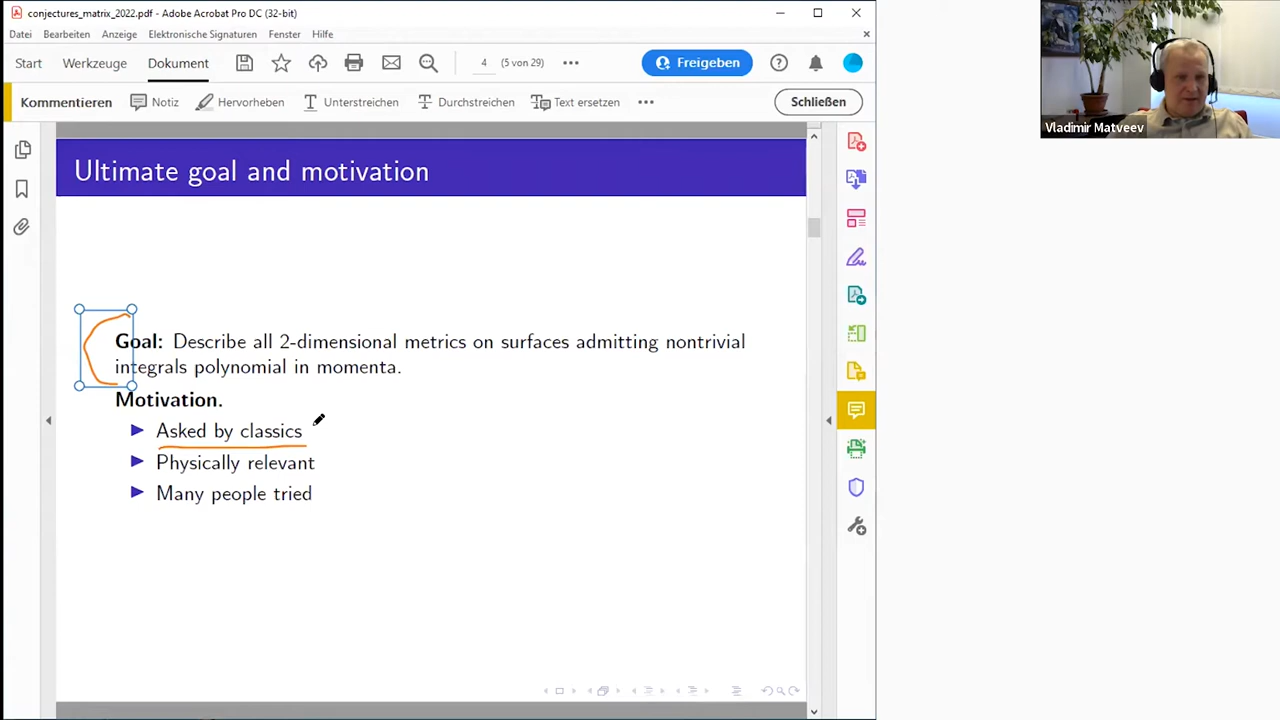 conjectures_matrix_2022.pdf - Adobe Acrobat Pro DC (32-bit)
Datei Bearbeiten Anzeige Elektronische Signaturen Fenster Hilfe
Start Werkzeuge Dokument 4 (5 von 29) Freigeben
Kommentieren Notiz Hervorheben Unterstreichen Durchstreichen Text ersetzen Schließen
Vladimir Matveev
Ultimate goal and motivation
Goal: Describe all 2-dimensional metrics on surfaces admitting nontrivial
integrals polynomial in momenta.
Motivation.
Asked by classics
Physically relevant
Many people tried